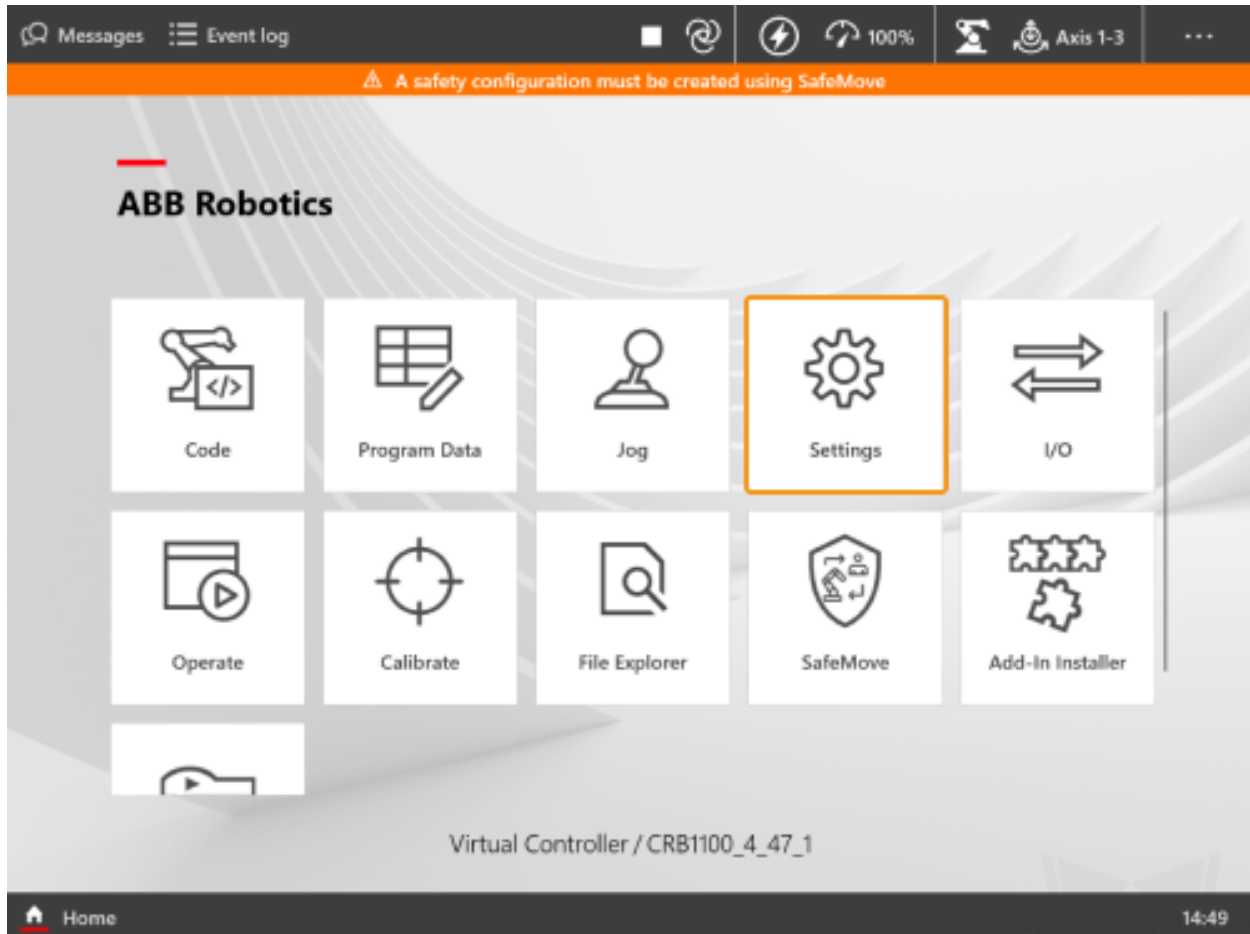 Messages Event log 100% Axis 1-3 ...
A safety configuration must be created using SafeMove
ABB Robotics
</>
Code Program Data Jog Settings I/O
Operate Calibrate File Explorer SafeMove Add-In Installer
Virtual Controller / CRB1100_4_47_1
Home 14:49